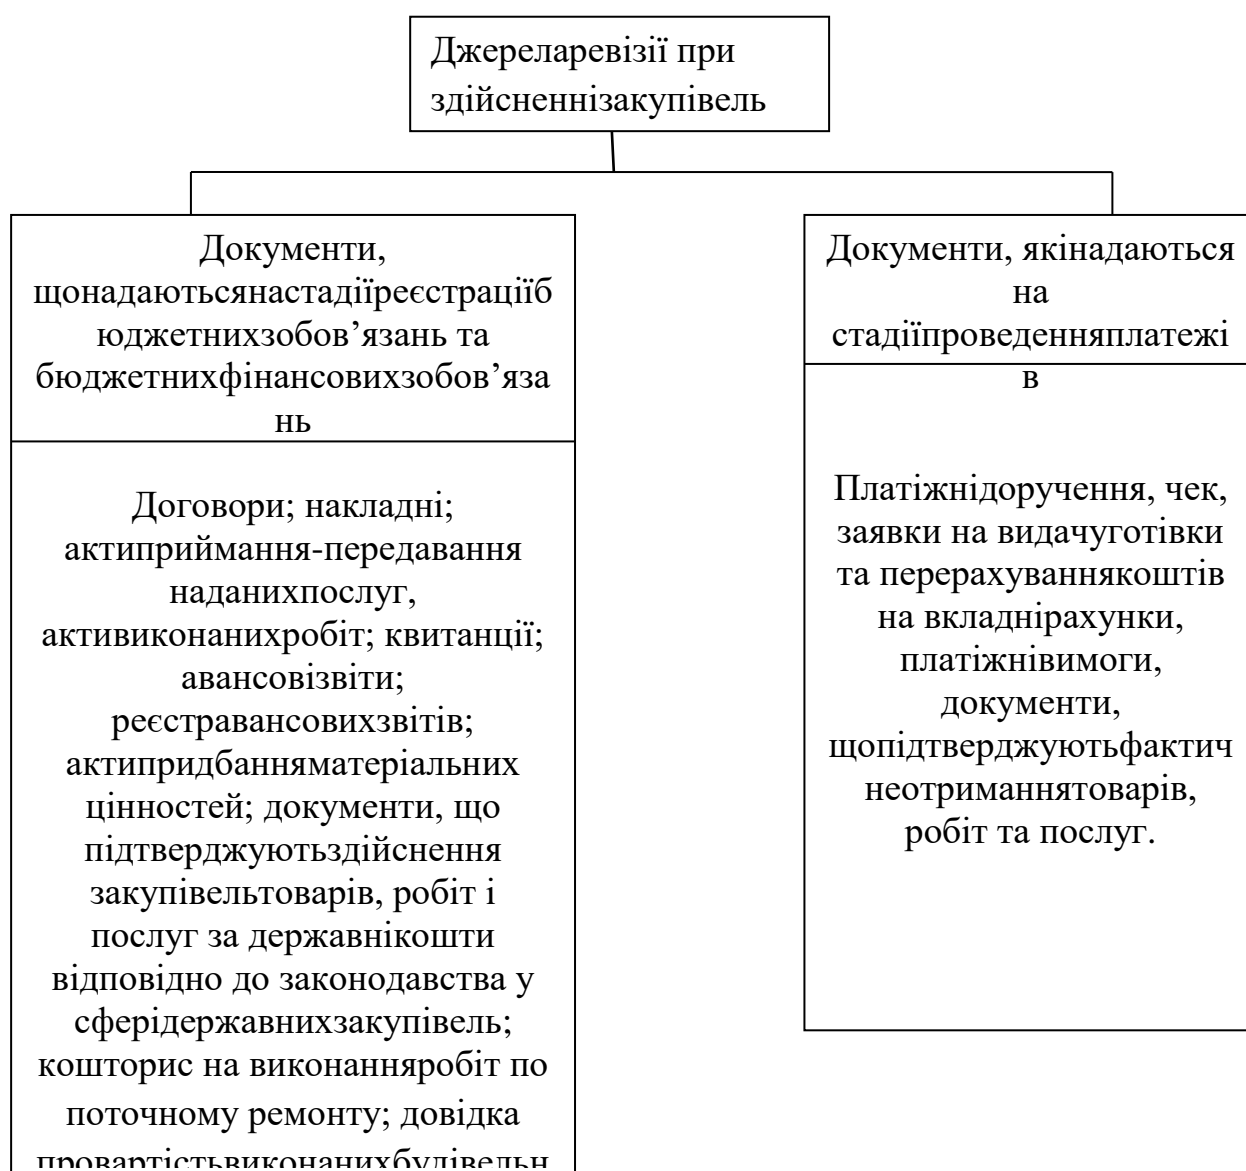 Джереларевізії при
здійсненнізакупівель
Документи,
щонадаютьсянастадіїреєстраціїб
юджетнихзобов’язань та
бюджетнихфінансовихзобов’яза
нь
Договори; накладні;
актиприймання-передавання
наданихпослуг,
активиконанихробіт; квитанції;
авансовізвіти;
реєстравансовихзвітів;
актипридбанняматеріальних
цінностей; документи, що
підтверджуютьздійснення
закупівельтоварів, робіт і
послуг за державнікошти
відповідно до законодавства у
сферідержавнихзакупівель;
кошторис на виконанняробіт по
поточному ремонту; довідка
провартістьвиконанихбудівельн
Документи, якінадаються
на
стадіїпроведенняплатежі
в
Платіжнідоручення, чек,
заявки на видачуготівки
та перерахуваннякоштів
на вкладнірахунки,
платіжнівимоги,
документи,
щопідтверджуютьфактич
неотриманнятоварів,
робіт та послуг.